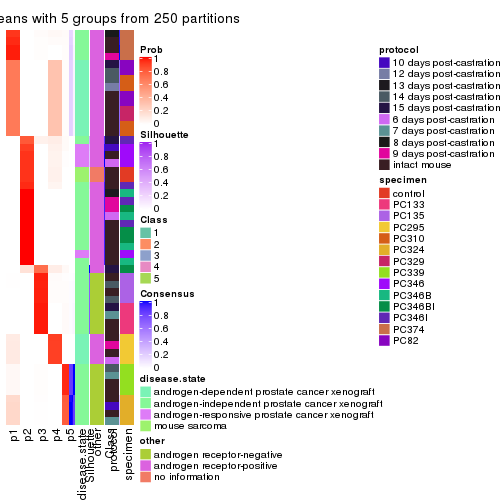 eans with 5 groups from 250 partitions
Prob
1
0.8
0.6
0.4
0.2
0
Silhouette
1
0.8
0.6
0.4
0.2
0
Class
1
2
3
4
5
Consensus
1
0.8
0.6
0.4
0.2
0
disease.state
androgen-dependent prostate cancer xenograft
androgen-independent prostate cancer xenograft
androgen-responsive prostate cancer xenograft
mouse sarcoma
other
androgen receptor-negative
androgen receptor-positive
no information
protocol
10 days post-castration
12 days post-castration
13 days post-castration
14 days post-castration
15 days post-castration
6 days post-castration
7 days post-castration
8 days post-castration
9 days post-castration
intact mouse
specimen
control
PC133
PC135
PC295
PC310
PC324
PC329
PC339
PC346
PC346B
PC346BI
PC346I
PC374
PC82
p1
p2
p3
p4
p5
disease.state
Silhouette
other
Class
protocol
specimen